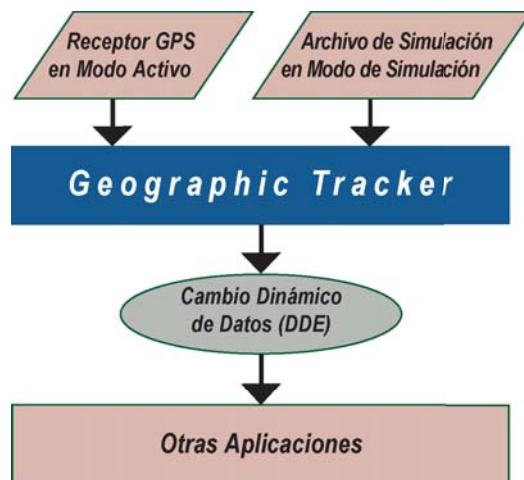 Receptor GPS
en Modo Activo
Archivo de Simulación
en Modo de Simulación
Geographic Tracker
Cambio Dinámico
de Datos (DDE)
Otras Aplicaciones